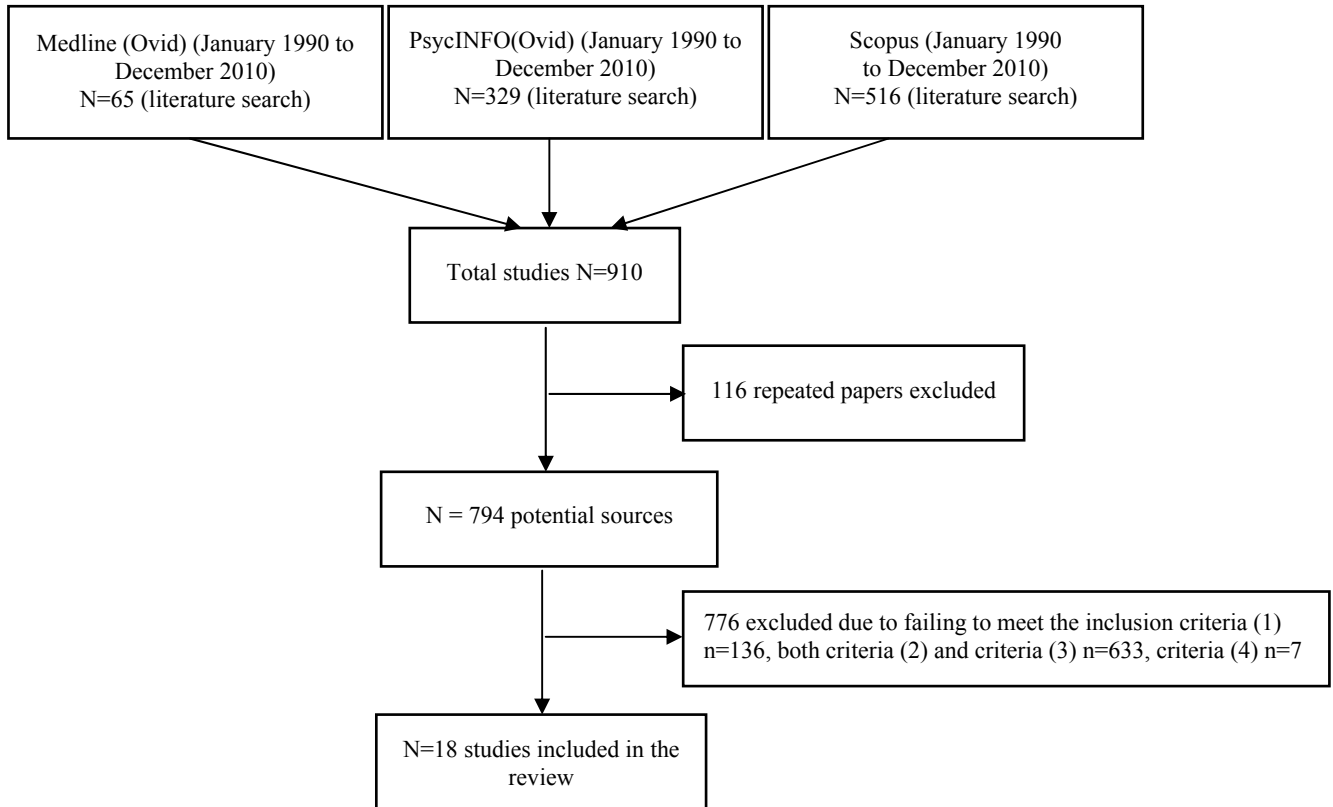 Medline (Ovid) (January 1990 to
December 2010)
N=65 (literature search)
PsycINFO(Ovid) (January 1990 to
December 2010)
N=329 (literature search)
Scopus (January 1990
to December 2010)
N=516 (literature search)
Total studies N=910
116 repeated papers excluded
N = 794 potential sources
776 excluded due to failing to meet the inclusion criteria (1)
n=136, both criteria (2) and criteria (3) n=633, criteria (4) n=7
N=18 studies included in the
review